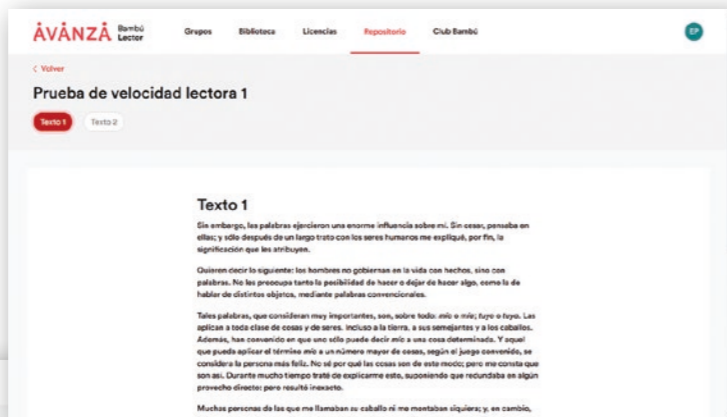 AVANZA Bambú Lector
Grupos Biblioteca Licencias Repositorio Club Bambú EP
< Volver
Prueba de velocidad lectora 1
Texto 1 Texto 2
Texto 1
Sin embargo, las palabras ejercieron una enorme influencia sobre mí. Sin cesar, pensaba en
ellas; y sólo después de un largo trato con los seres humanos me expliqué, por fin, la
significación que les atribuyen.
Quieren decir lo siguiente: los hombres no gobiernan en la vida con hechos, sino con
palabras. No les preocupa tanto la posibilidad de hacer o dejar de hacer algo, como la de
hablar de distintos objetos, mediante palabras convencionales.
Tales palabras, que consideran muy importantes, son, sobre todo: mío o mía; tuyo o tuya. Las
aplican a toda clase de cosas y de seres. Incluso a la tierra, a sus semejantes y a los caballos.
Además, han convenido en que uno sólo puede decir mío a una cosa determinada. Y aquel
que pueda aplicar el término mío a un número mayor de cosas, según el juego convenido, se
considera la persona más feliz. No sé por qué las cosas son de este modo; pero me consta que
son así. Durante mucho tiempo traté de explicarme esto, suponiendo que redundaba en algún
provecho directo; pero resultó inexacto.
Muchas personas de las que me llamaban su caballo ni me montaban siquiera; y, en cambio,